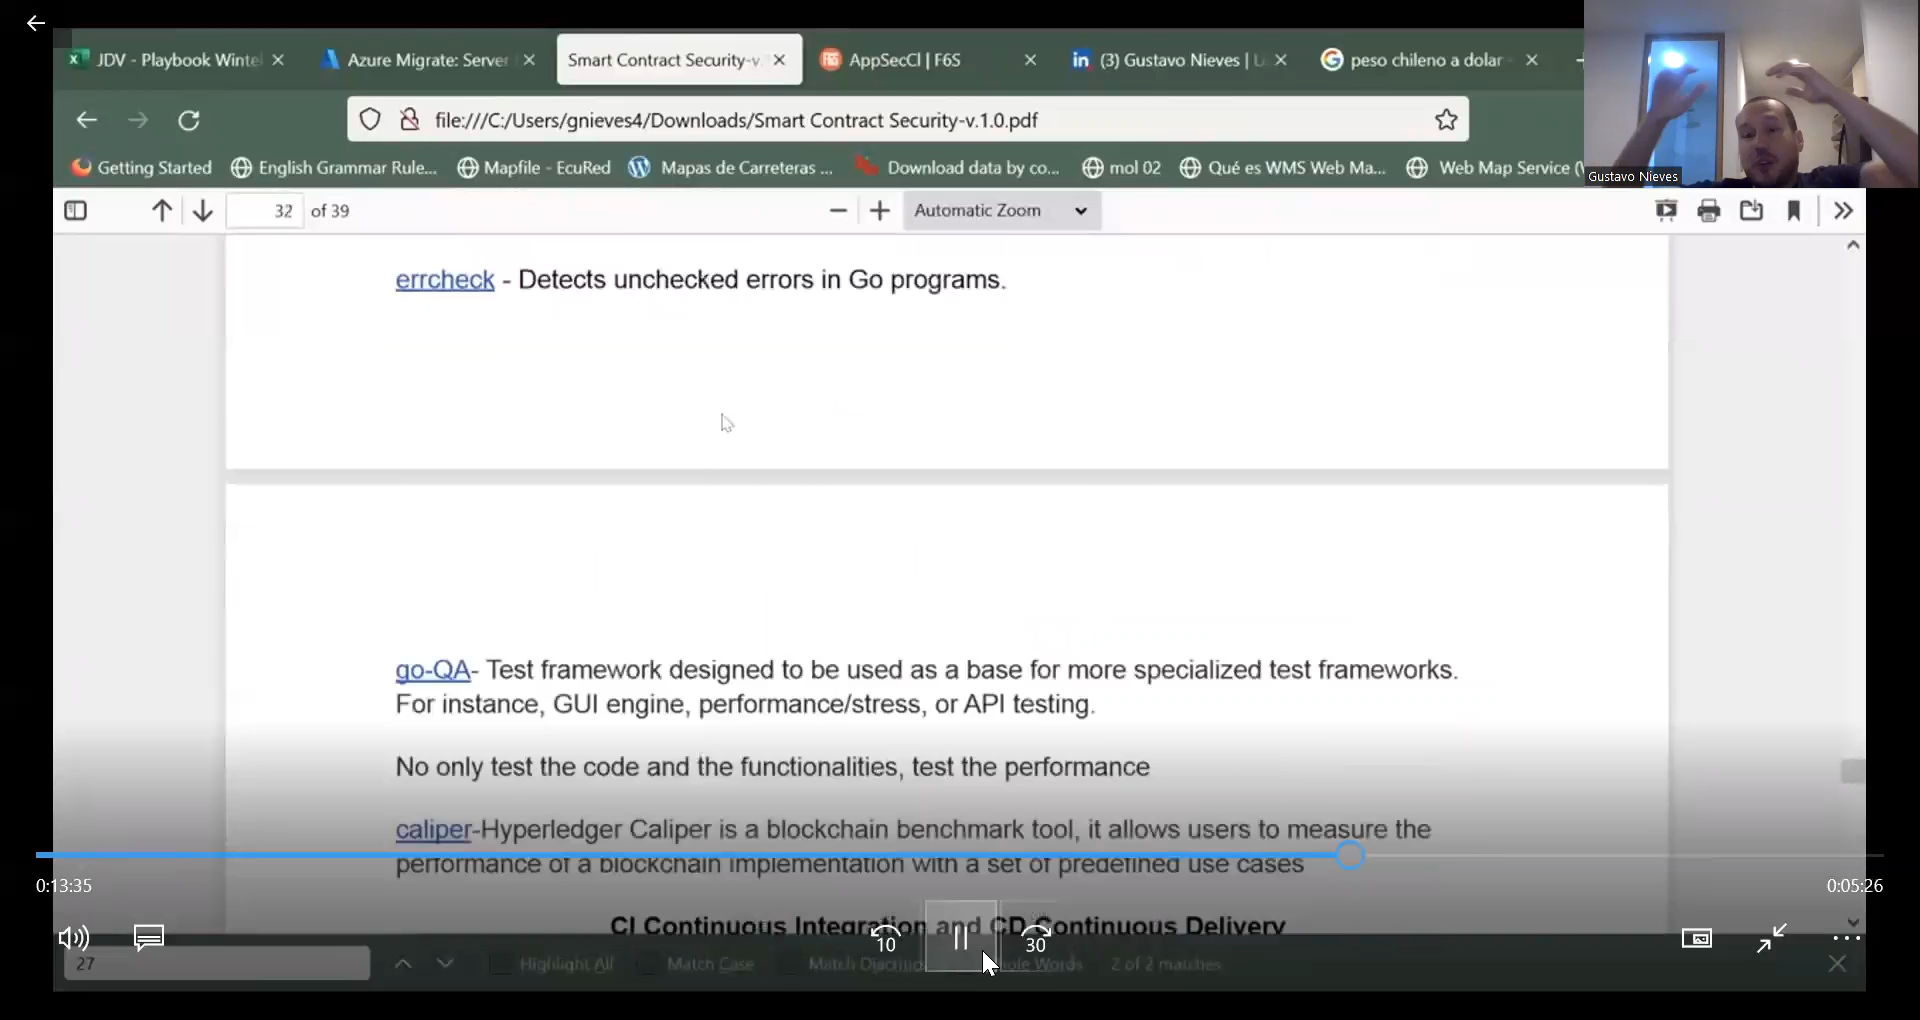 JDV - Playbook Winte
Azure Migrate: Server
Smart Contract Security-v.
AppSecCI | F6S
(3) Gustavo Nieves |
peso chileno a dolar -
file:///C:/Users/gnieves4/Downloads/Smart Contract Security-v.1.0.pdf
Getting Started
English Grammar Rule...
Mapfile - EcuRed
Mapas de Carreteras ...
Download data by co...
mol 02
Qué es WMS Web Ma...
Web Map Service (
Gustavo Nieves
32 of 39
Automatic Zoom
errcheck - Detects unchecked errors in Go programs.
go-QA- Test framework designed to be used as a base for more specialized test frameworks.
For instance, GUI engine, performance/stress, or API testing.
No only test the code and the functionalities, test the performance
caliper-Hyperledger Caliper is a blockchain benchmark tool, it allows users to measure the
performance of a blockchain implementation with a set of predefined use cases
0:13:35
0:05:26
CI Continuous Integration and CD Continuous Delivery
10
30
27
Highlight All
Match Case
Match Diacritics
Whole Words
2 of 2 matches